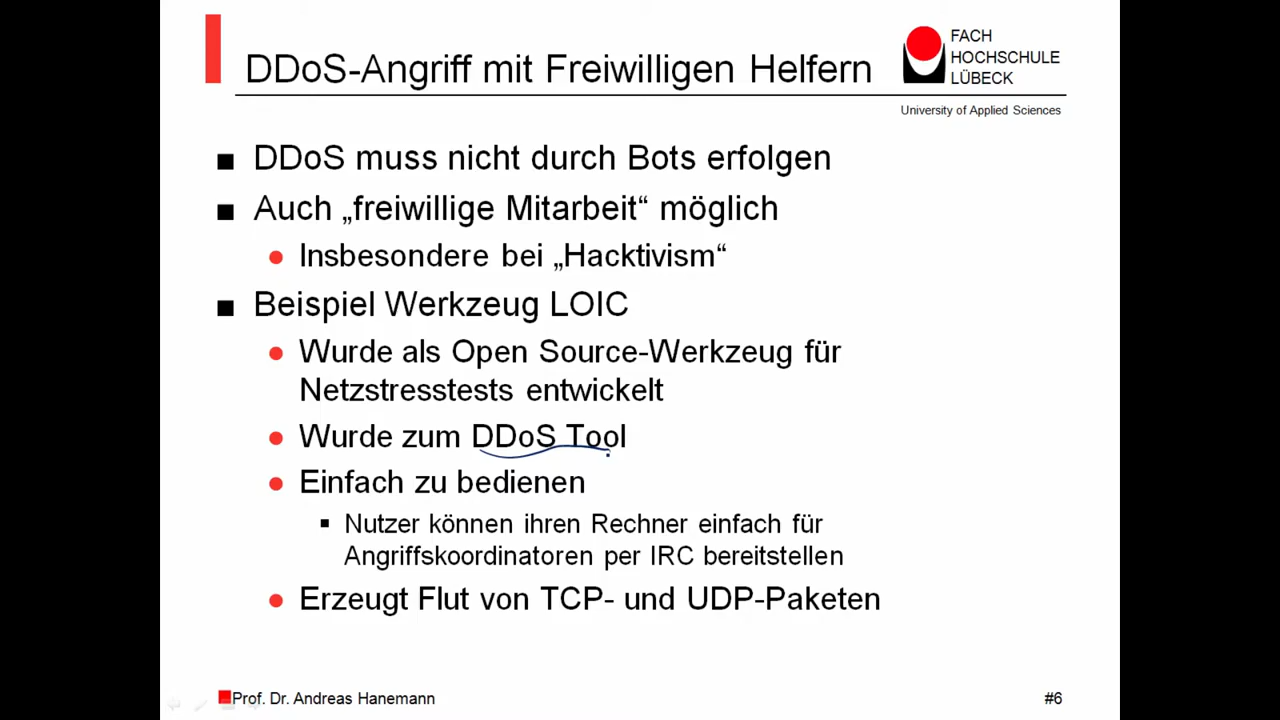 DDoS-Angriff mit Freiwilligen Helfern
FACH
HOCHSCHULE
LÜBECK
University of Applied Sciences
■ DDoS muss nicht durch Bots erfolgen
■ Auch „freiwillige Mitarbeit“ möglich
● Insbesondere bei „Hacktivism“
■ Beispiel Werkzeug LOIC
● Wurde als Open Source-Werkzeug für
Netzstresstests entwickelt
● Wurde zum DDoS Tool
● Einfach zu bedienen
▪ Nutzer können ihren Rechner einfach für
Angriffskoordinatoren per IRC bereitstellen
● Erzeugt Flut von TCP- und UDP-Paketen
Prof. Dr. Andreas Hanemann
#6